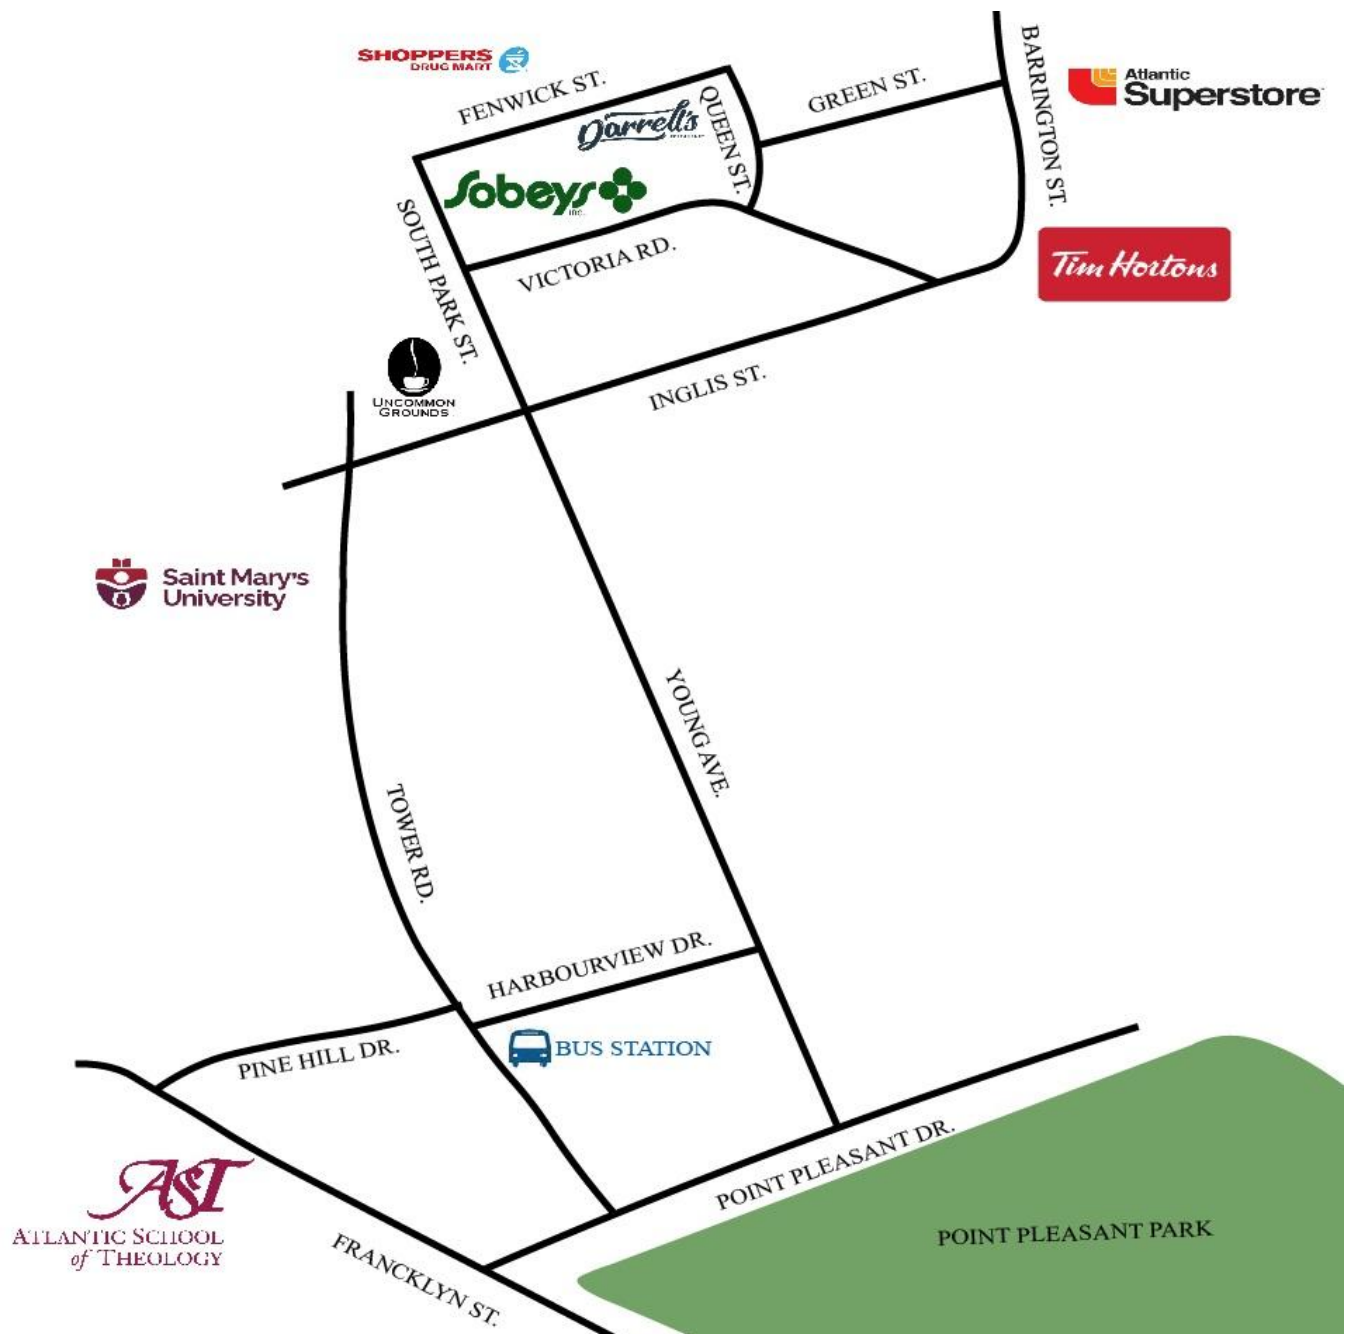 SHOPPERS
DRUG MART
FENWICK ST.
Darrell's
QUEEN ST.
GREEN ST.
BARRINGTON ST.
Atlantic
Superstore
Sobeys
INC.
SOUTH PARK ST.
VICTORIA RD.
Tim Hortons
UNCOMMON
GROUNDS
INGLIS ST.
Saint Mary's
University
YOUNG AVE.
TOWER RD.
HARBOURVIEW DR.
BUS STATION
PINE HILL DR.
POINT PLEASANT DR.
AST
ATLANTIC SCHOOL
of THEOLOGY
FRANCKLYN ST.
POINT PLEASANT PARK